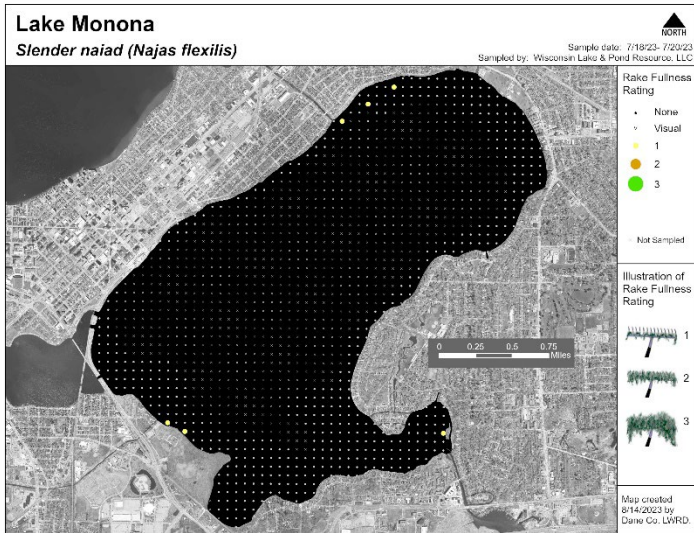 Lake Monona
Slender naiad (Najas flexilis)
NORTH
Sample date: 7/18/23- 7/20/23
Sampled by: Wisconsin Lake & Pond Resource, LLC
Rake Fullness
Rating
None
Visual
1
2
3
Not Sampled
Illustration of
Rake Fullness
Rating
1
2
3
0 0.25 0.5 0.75
Miles
Map created
8/14/2023 by
Dane Co. LWRD.